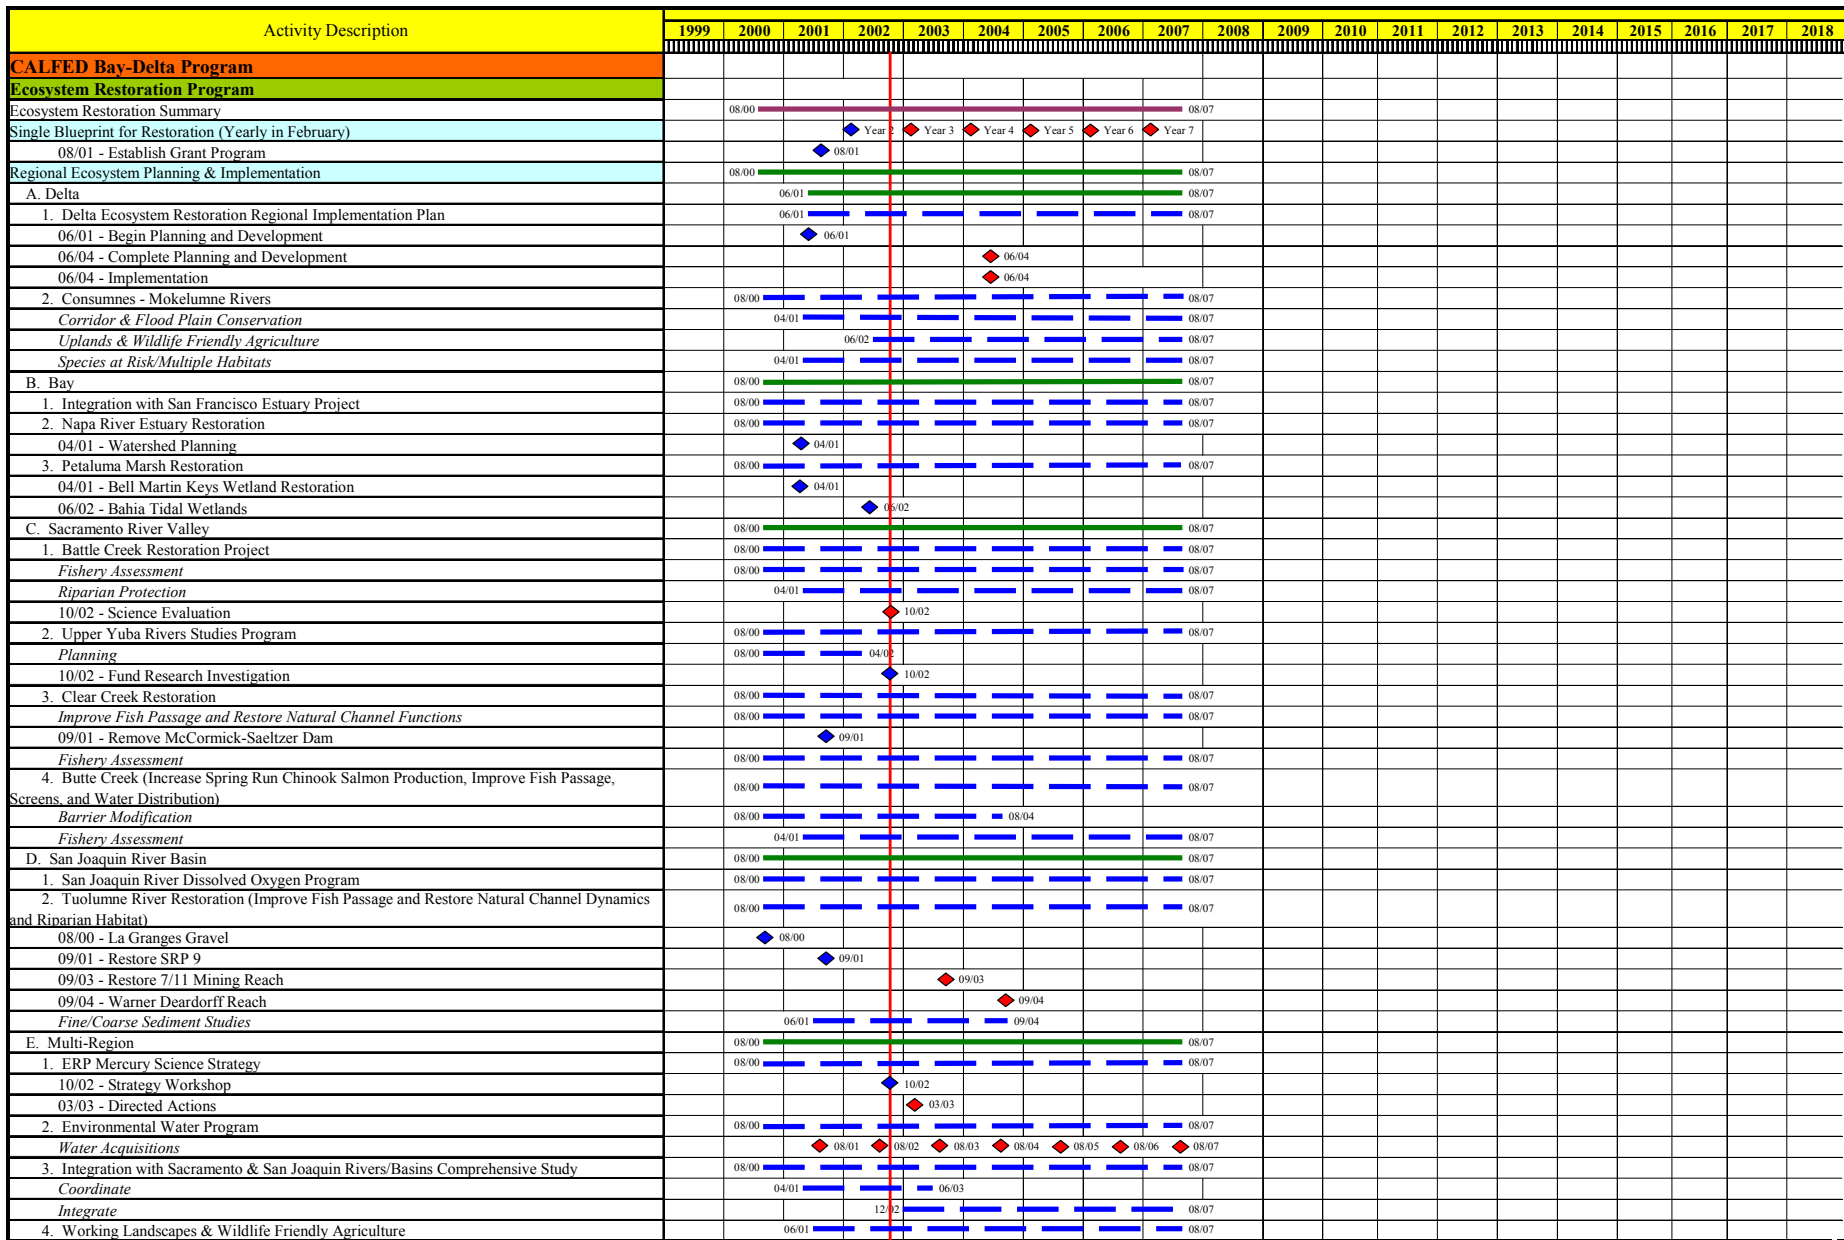 Activity Description 1999 2000 2001 2002 2003 2004 2005 2006 2007 2008 2009 2010 2011 2012 2013 2014 2015 2016 2017 2018
CALFED Bay-Delta Program
Ecosystem Restoration Program
Ecosystem Restoration Summary 08/00 08/07
Single Blueprint for Restoration (Yearly in February) Year 2 Year 3 Year 4 Year 5 Year 6 Year 7
08/01 - Establish Grant Program 08/01
Regional Ecosystem Planning & Implementation 08/00 08/07
A. Delta 06/01 08/07
1. Delta Ecosystem Restoration Regional Implementation Plan 06/01 08/07
06/01 - Begin Planning and Development 06/01
06/04 - Complete Planning and Development 06/04
06/04 - Implementation 06/04
2. Consumnes - Mokelumne Rivers 08/00 08/07
Corridor & Flood Plain Conservation 04/01 08/07
Uplands & Wildlife Friendly Agriculture 06/02 08/07
Species at Risk/Multiple Habitats 04/01 08/07
B. Bay 08/00 08/07
1. Integration with San Francisco Estuary Project 08/00 08/07
2. Napa River Estuary Restoration 08/00 08/07
04/01 - Watershed Planning 04/01
3. Petaluma Marsh Restoration 08/00 08/07
04/01 - Bell Martin Keys Wetland Restoration 04/01
06/02 - Bahia Tidal Wetlands 06/02
C. Sacramento River Valley 08/00 08/07
1. Battle Creek Restoration Project 08/00 08/07
Fishery Assessment 08/00 08/07
Riparian Protection 04/01 08/07
10/02 - Science Evaluation 10/02
2. Upper Yuba Rivers Studies Program 08/00 08/07
Planning 08/00 04/02
10/02 - Fund Research Investigation 10/02
3. Clear Creek Restoration 08/00 08/07
Improve Fish Passage and Restore Natural Channel Functions 08/00 08/07
09/01 - Remove McCormick-Saeltzer Dam 09/01
Fishery Assessment 08/00 08/07
4. Butte Creek (Increase Spring Run Chinook Salmon Production, Improve Fish Passage,
Screens, and Water Distribution) 08/00 08/07
Barrier Modification 08/00 08/04
Fishery Assessment 04/01 08/07
D. San Joaquin River Basin 08/00 08/07
1. San Joaquin River Dissolved Oxygen Program 08/00 08/07
2. Tuolumne River Restoration (Improve Fish Passage and Restore Natural Channel Dynamics
and Riparian Habitat) 08/00 08/07
08/00 - La Granges Gravel 08/00
09/01 - Restore SRP 9 09/01
09/03 - Restore 7/11 Mining Reach 09/03
09/04 - Warner Deardorff Reach 09/04
Fine/Coarse Sediment Studies 06/01 09/04
E. Multi-Region 08/00 08/07
1. ERP Mercury Science Strategy 08/00 08/07
10/02 - Strategy Workshop 10/02
03/03 - Directed Actions 03/03
2. Environmental Water Program 08/00 08/07
Water Acquisitions 08/01 08/02 08/03 08/04 08/05 08/06 08/07
3. Integration with Sacramento & San Joaquin Rivers/Basins Comprehensive Study 08/00 08/07
Coordinate 04/01 06/03
Integrate 12/02 08/07
4. Working Landscapes & Wildlife Friendly Agriculture 06/01 08/07